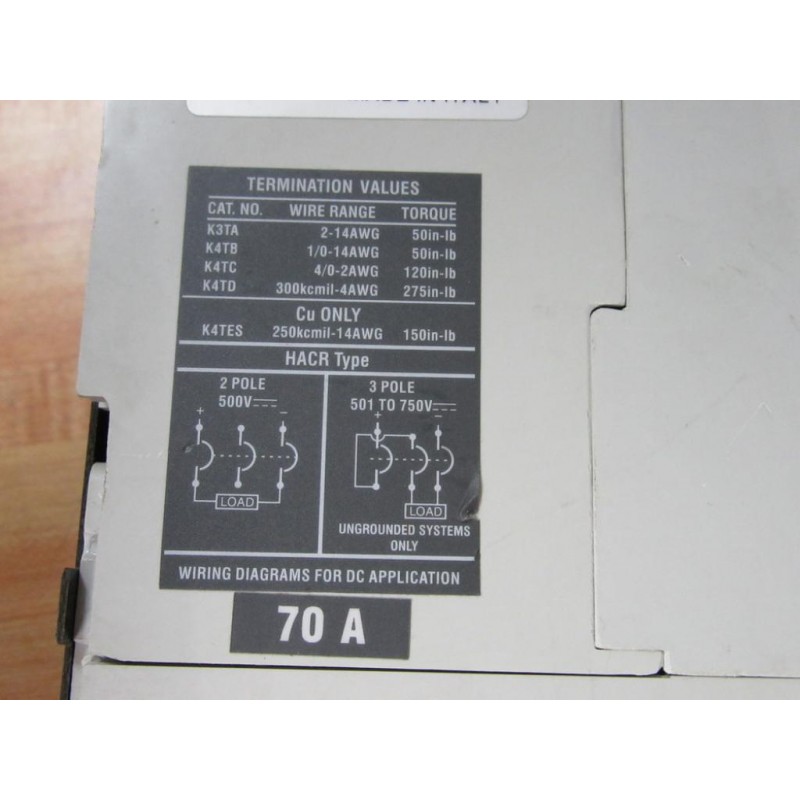 TERMINATION VALUES
CAT. NO. WIRE RANGE TORQUE
K3TA 2-14AWG 50in-lb
K4TB 1/0-14AWG 50in-lb
K4TC 4/0-2AWG 120in-lb
K4TD 300kcmil-4AWG 275in-lb
Cu ONLY
K4TES 250kcmil-14AWG 150in-lb
HACR Type
2 POLE
500V⎓
+ −
LOAD
3 POLE
501 TO 750V⎓
+ −
LOAD
UNGROUNDED SYSTEMS
ONLY
WIRING DIAGRAMS FOR DC APPLICATION
70 A